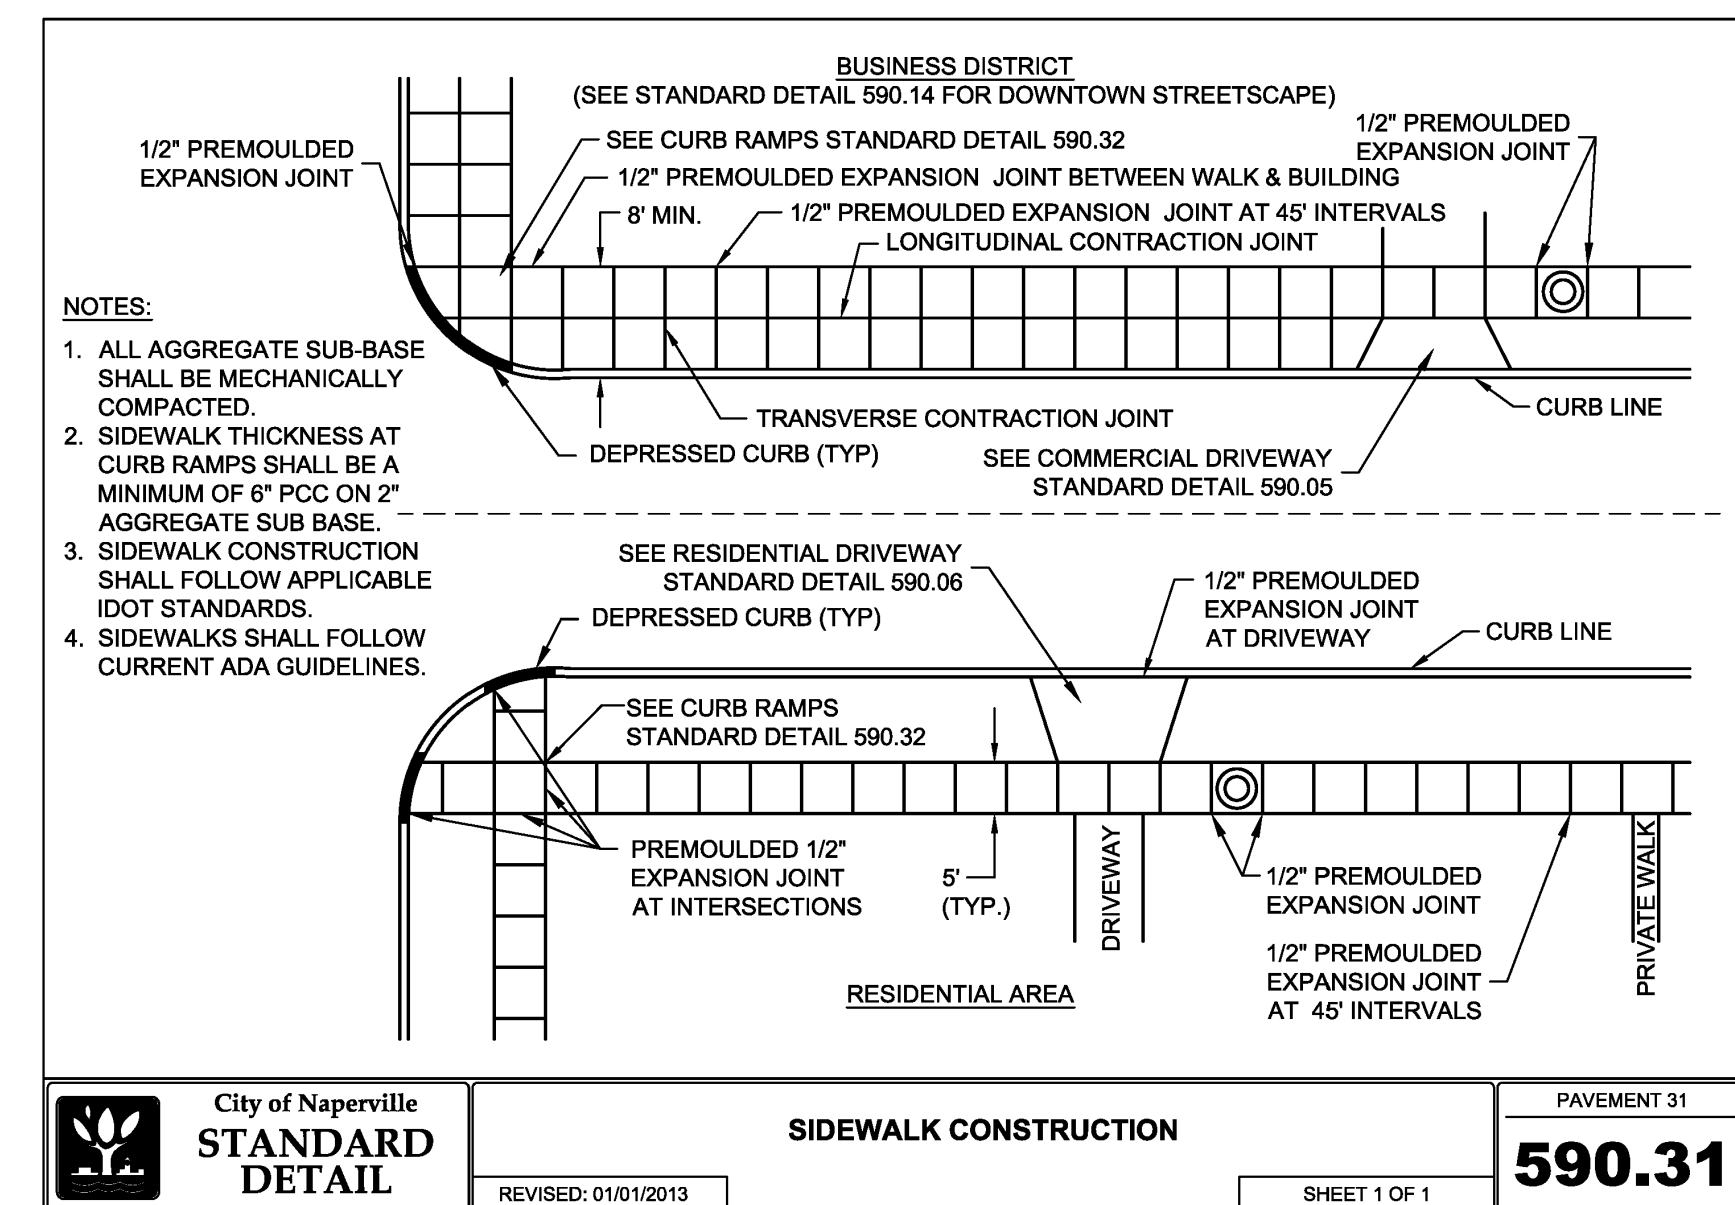 BUSINESS DISTRICT
(SEE STANDARD DETAIL 590.14 FOR DOWNTOWN STREETSCAPE)
1/2" PREMOULDED
EXPANSION JOINT
SEE CURB RAMPS STANDARD DETAIL 590.32
1/2" PREMOULDED
EXPANSION JOINT
1/2" PREMOULDED EXPANSION JOINT BETWEEN WALK & BUILDING
8' MIN.
1/2" PREMOULDED EXPANSION JOINT AT 45' INTERVALS
LONGITUDINAL CONTRACTION JOINT
TRANSVERSE CONTRACTION JOINT
CURB LINE
DEPRESSED CURB (TYP)
SEE COMMERCIAL DRIVEWAY
STANDARD DETAIL 590.05
NOTES:
1. ALL AGGREGATE SUB-BASE
SHALL BE MECHANICALLY
COMPACTED.
2. SIDEWALK THICKNESS AT
CURB RAMPS SHALL BE A
MINIMUM OF 6" PCC ON 2"
AGGREGATE SUB BASE.
3. SIDEWALK CONSTRUCTION
SHALL FOLLOW APPLICABLE
IDOT STANDARDS.
4. SIDEWALKS SHALL FOLLOW
CURRENT ADA GUIDELINES.
SEE RESIDENTIAL DRIVEWAY
STANDARD DETAIL 590.06
DEPRESSED CURB (TYP)
1/2" PREMOULDED
EXPANSION JOINT
AT DRIVEWAY
CURB LINE
SEE CURB RAMPS
STANDARD DETAIL 590.32
PREMOULDED 1/2"
EXPANSION JOINT
AT INTERSECTIONS
5'
(TYP.)
DRIVEWAY
1/2" PREMOULDED
EXPANSION JOINT
1/2" PREMOULDED
EXPANSION JOINT
AT 45' INTERVALS
PRIVATE WALK
RESIDENTIAL AREA
City of Naperville
STANDARD
DETAIL
SIDEWALK CONSTRUCTION
REVISED: 01/01/2013
SHEET 1 OF 1
PAVEMENT 31
590.31